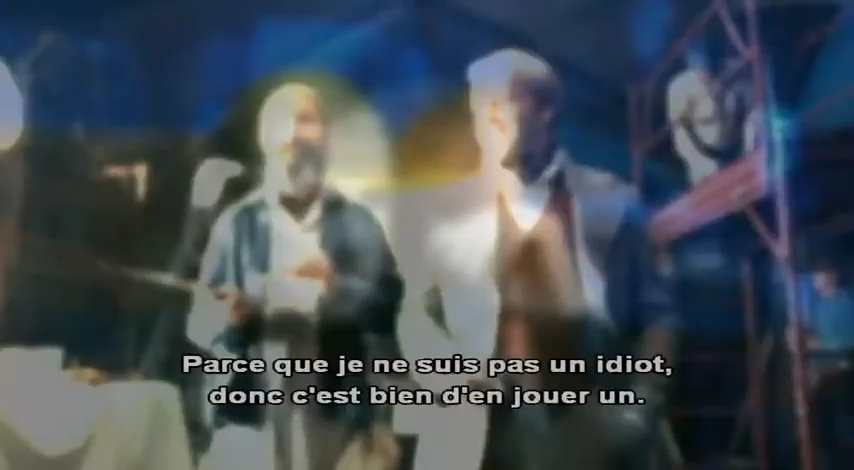 Parce que je ne suis pas un idiot,
donc c'est bien d'en jouer un.